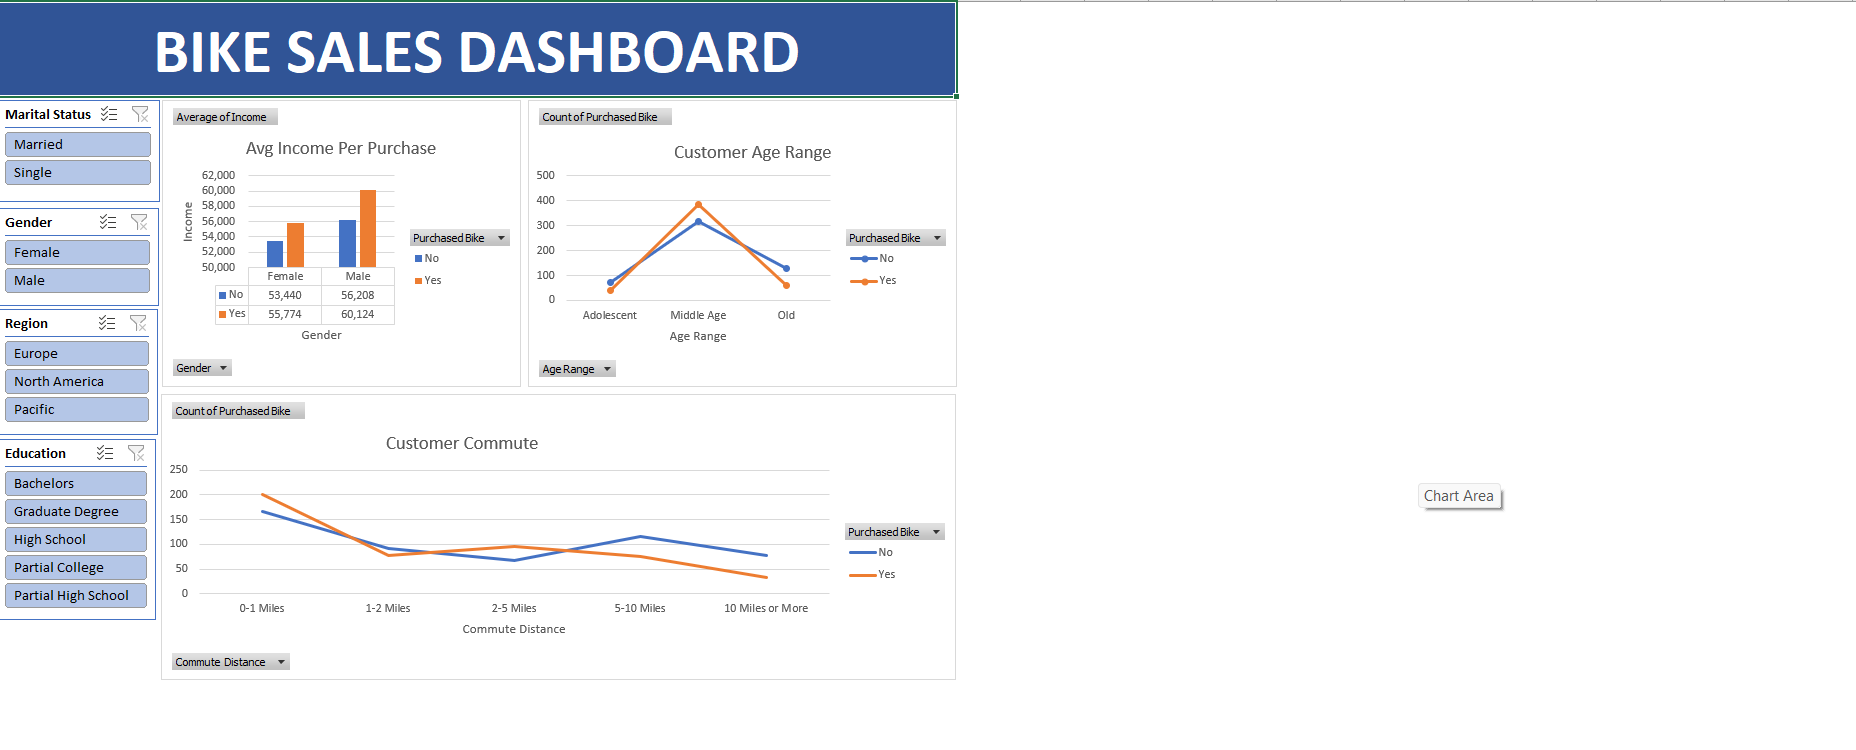 BIKE SALES DASHBOARD
Marital Status
Married
Single
Gender
Female
Male
Region
Europe
North America
Pacific
Education
Bachelors
Graduate Degree
High School
Partial College
Partial High School
Average of Income
Avg Income Per Purchase
62,000
60,000
58,000
56,000
54,000
52,000
50,000
Income
Female Male
No 53,440 56,208
Yes 55,774 60,124
Gender
Purchased Bike
No
Yes
Gender
Count of Purchased Bike
Customer Age Range
500
400
300
200
100
0
Adolescent Middle Age Old
Age Range
Purchased Bike
No
Yes
Age Range
Count of Purchased Bike
Customer Commute
250
200
150
100
50
0
0-1 Miles 1-2 Miles 2-5 Miles 5-10 Miles 10 Miles or More
Commute Distance
Purchased Bike
No
Yes
Commute Distance
Chart Area